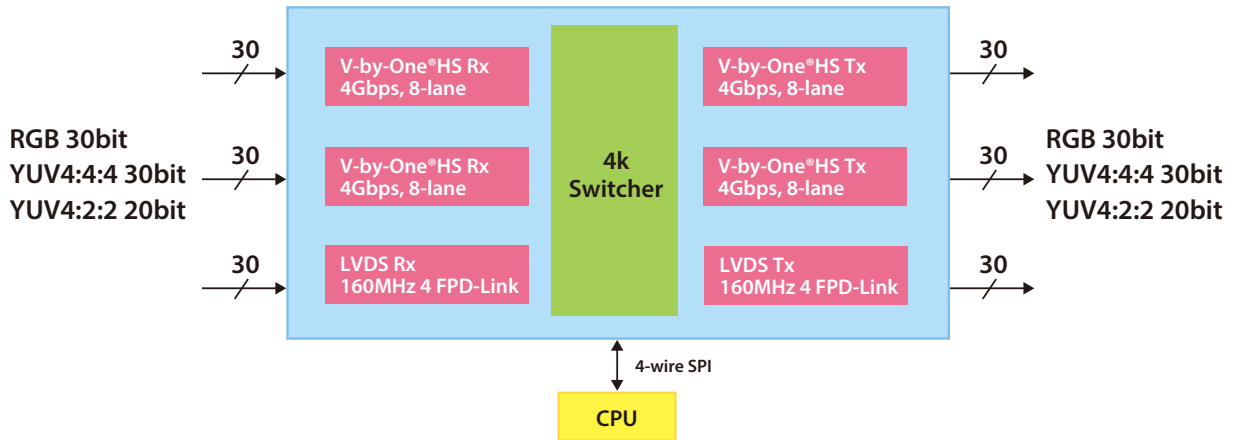 30
30
30
RGB 30bit
YUV4:4:4 30bit
YUV4:2:2 20bit
V-by-One®HS Rx
4Gbps, 8-lane
V-by-One®HS Rx
4Gbps, 8-lane
LVDS Rx
160MHz 4 FPD-Link
4k
Switcher
V-by-One®HS Tx
4Gbps, 8-lane
V-by-One®HS Tx
4Gbps, 8-lane
LVDS Tx
160MHz 4 FPD-Link
30
30
30
RGB 30bit
YUV4:4:4 30bit
YUV4:2:2 20bit
4-wire SPI
CPU